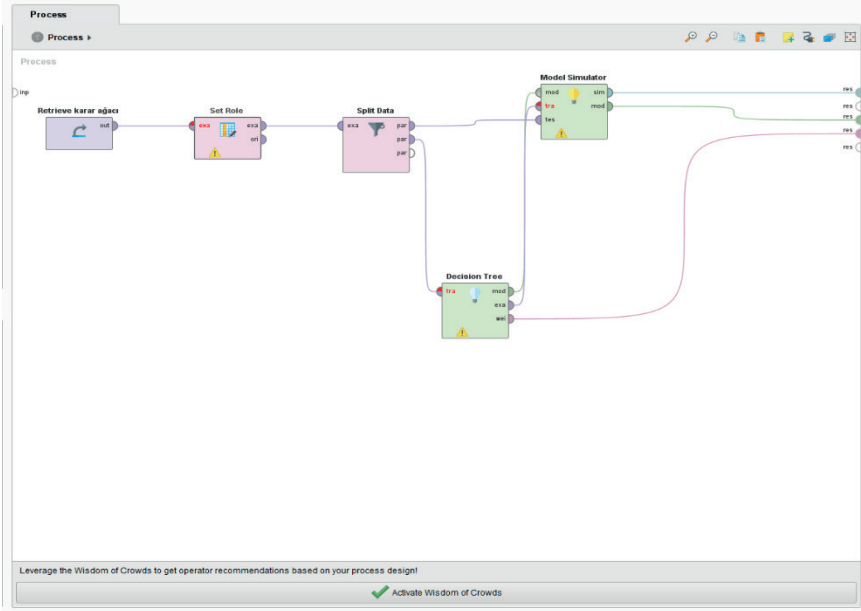 Process
Process
Process
inp
Retrieve karar ağacı
out
Set Role
exa
exa
ori
Split Data
exa
par
par
par
Model Simulator
mod
sim
tra
mod
tes
res
res
res
res
res
Decision Tree
tra
mod
exa
wei
Leverage the Wisdom of Crowds to get operator recommendations based on your process design!
Activate Wisdom of Crowds